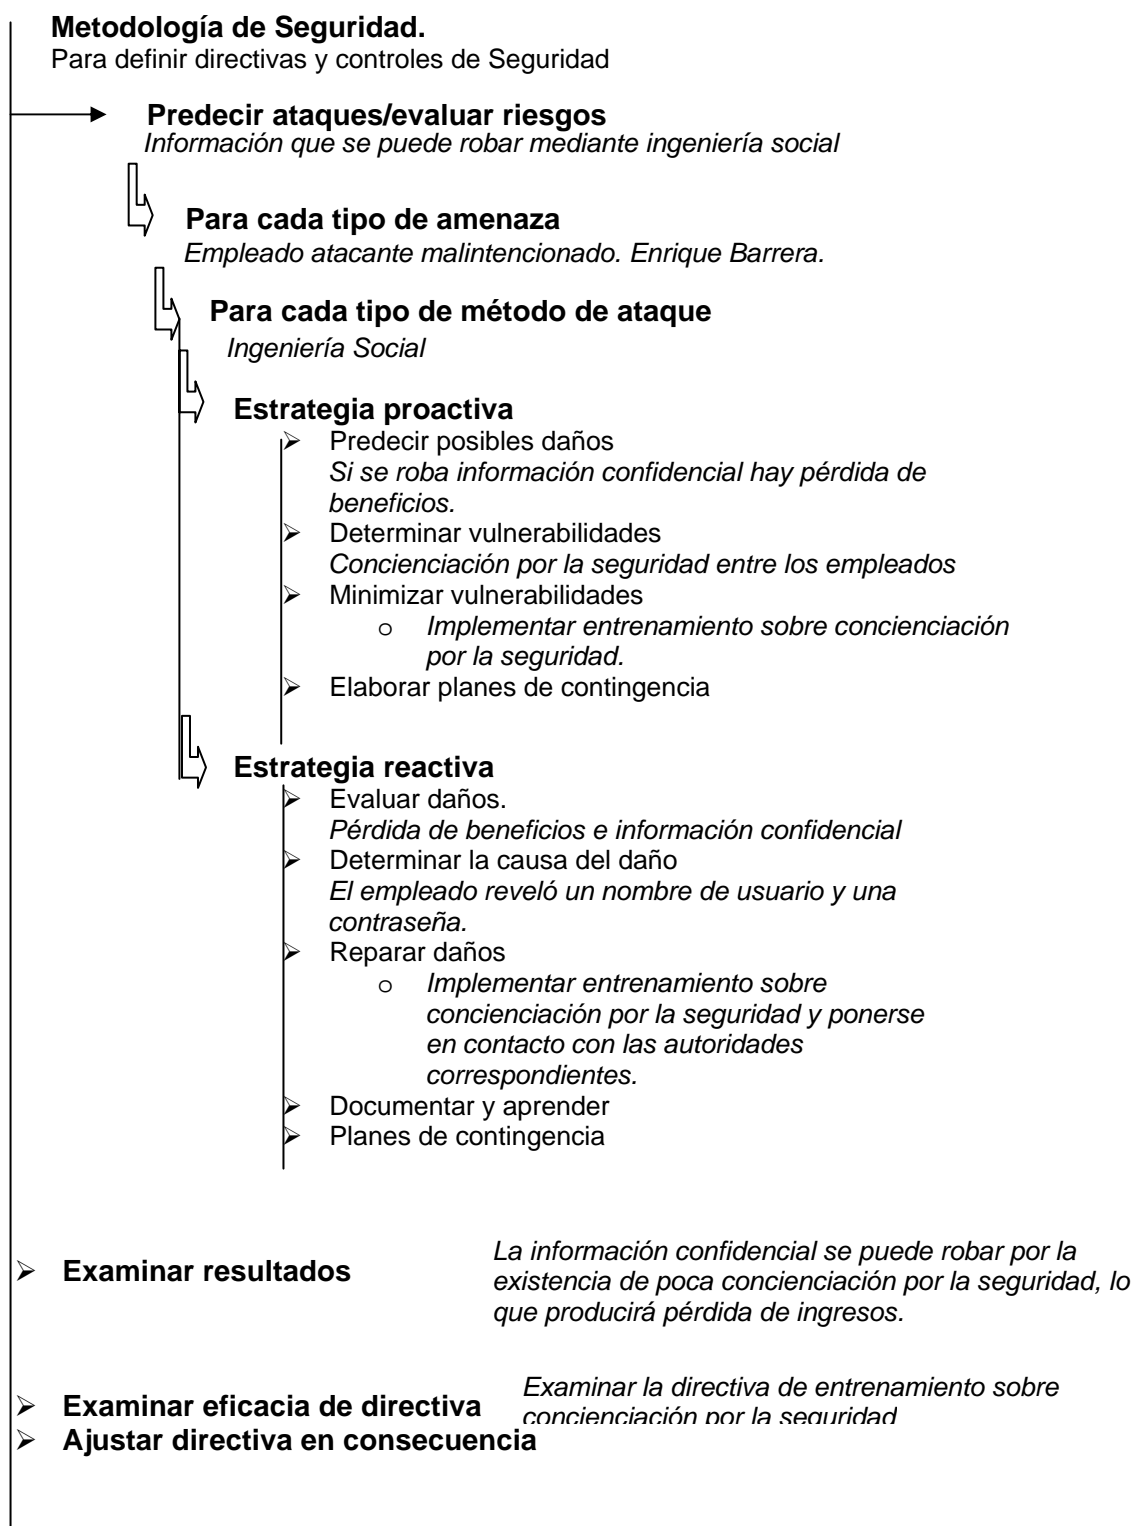 Metodología de Seguridad.
Para definir directivas y controles de Seguridad
Predecir ataques/evaluar riesgos
Información que se puede robar mediante ingeniería social
Para cada tipo de amenaza
Empleado atacante malintencionado. Enrique Barrera.
Para cada tipo de método de ataque
Ingeniería Social
Estrategia proactiva
Predecir posibles daños
Si se roba información confidencial hay pérdida de
beneficios.
Determinar vulnerabilidades
Concienciación por la seguridad entre los empleados
Minimizar vulnerabilidades
o Implementar entrenamiento sobre concienciación
por la seguridad.
Elaborar planes de contingencia
Estrategia reactiva
Evaluar daños.
Pérdida de beneficios e información confidencial
Determinar la causa del daño
El empleado reveló un nombre de usuario y una
contraseña.
Reparar daños
o Implementar entrenamiento sobre
concienciación por la seguridad y ponerse
en contacto con las autoridades
correspondientes.
Documentar y aprender
Planes de contingencia
Examinar resultados
La información confidencial se puede robar por la
existencia de poca concienciación por la seguridad, lo
que producirá pérdida de ingresos.
Examinar eficacia de directiva
Examinar la directiva de entrenamiento sobre
concienciación por la seguridad
Ajustar directiva en consecuencia